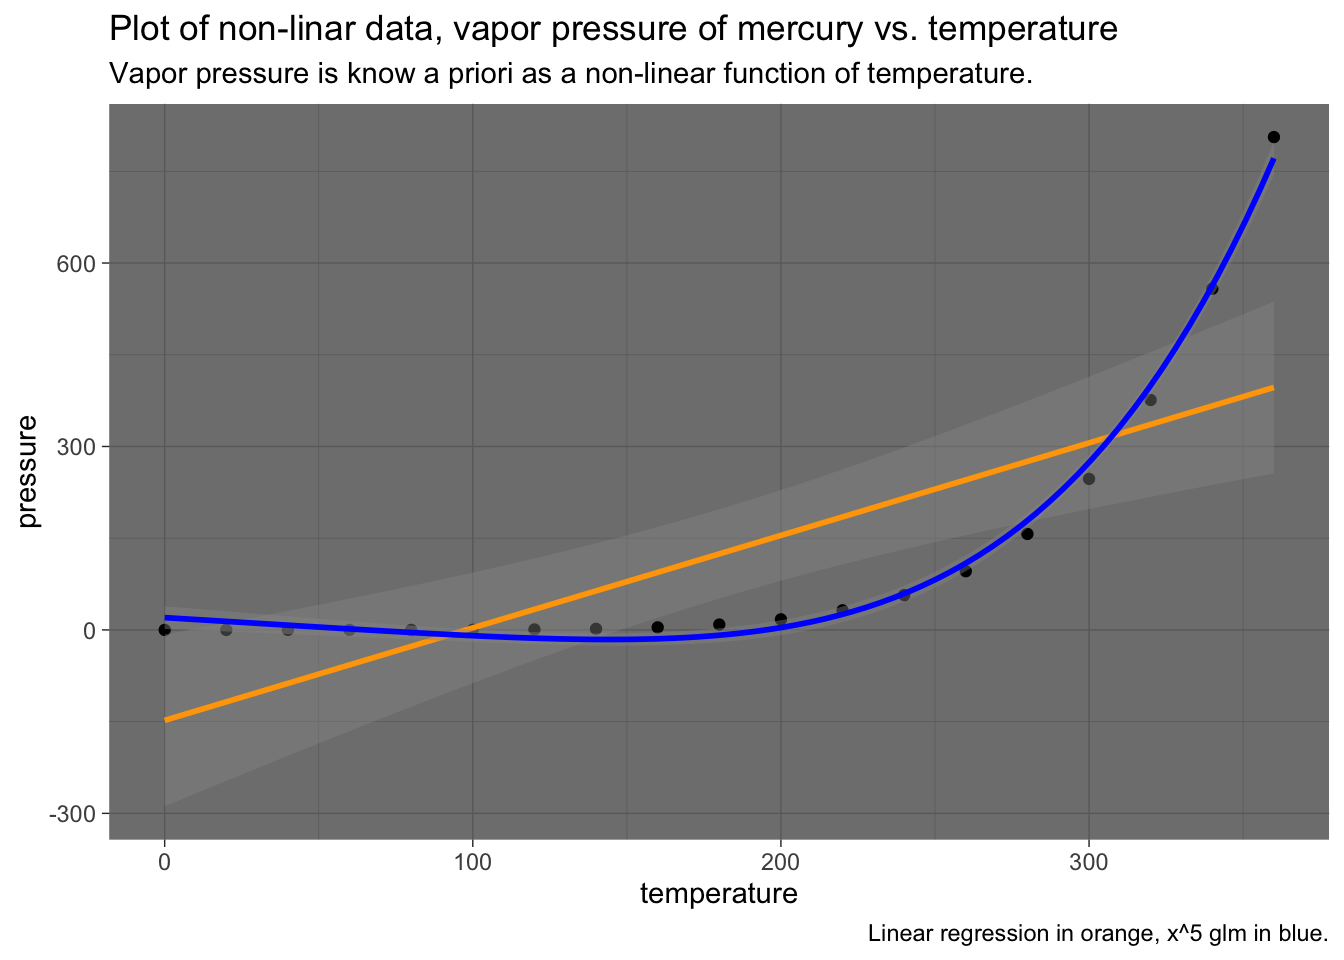 Plot of non-linar data, vapor pressure of mercury vs. temperature
Vapor pressure is know a priori as a non-linear function of temperature.
pressure
600
300
0
-300
0
100
200
300
temperature
Linear regression in orange, x^5 glm in blue.